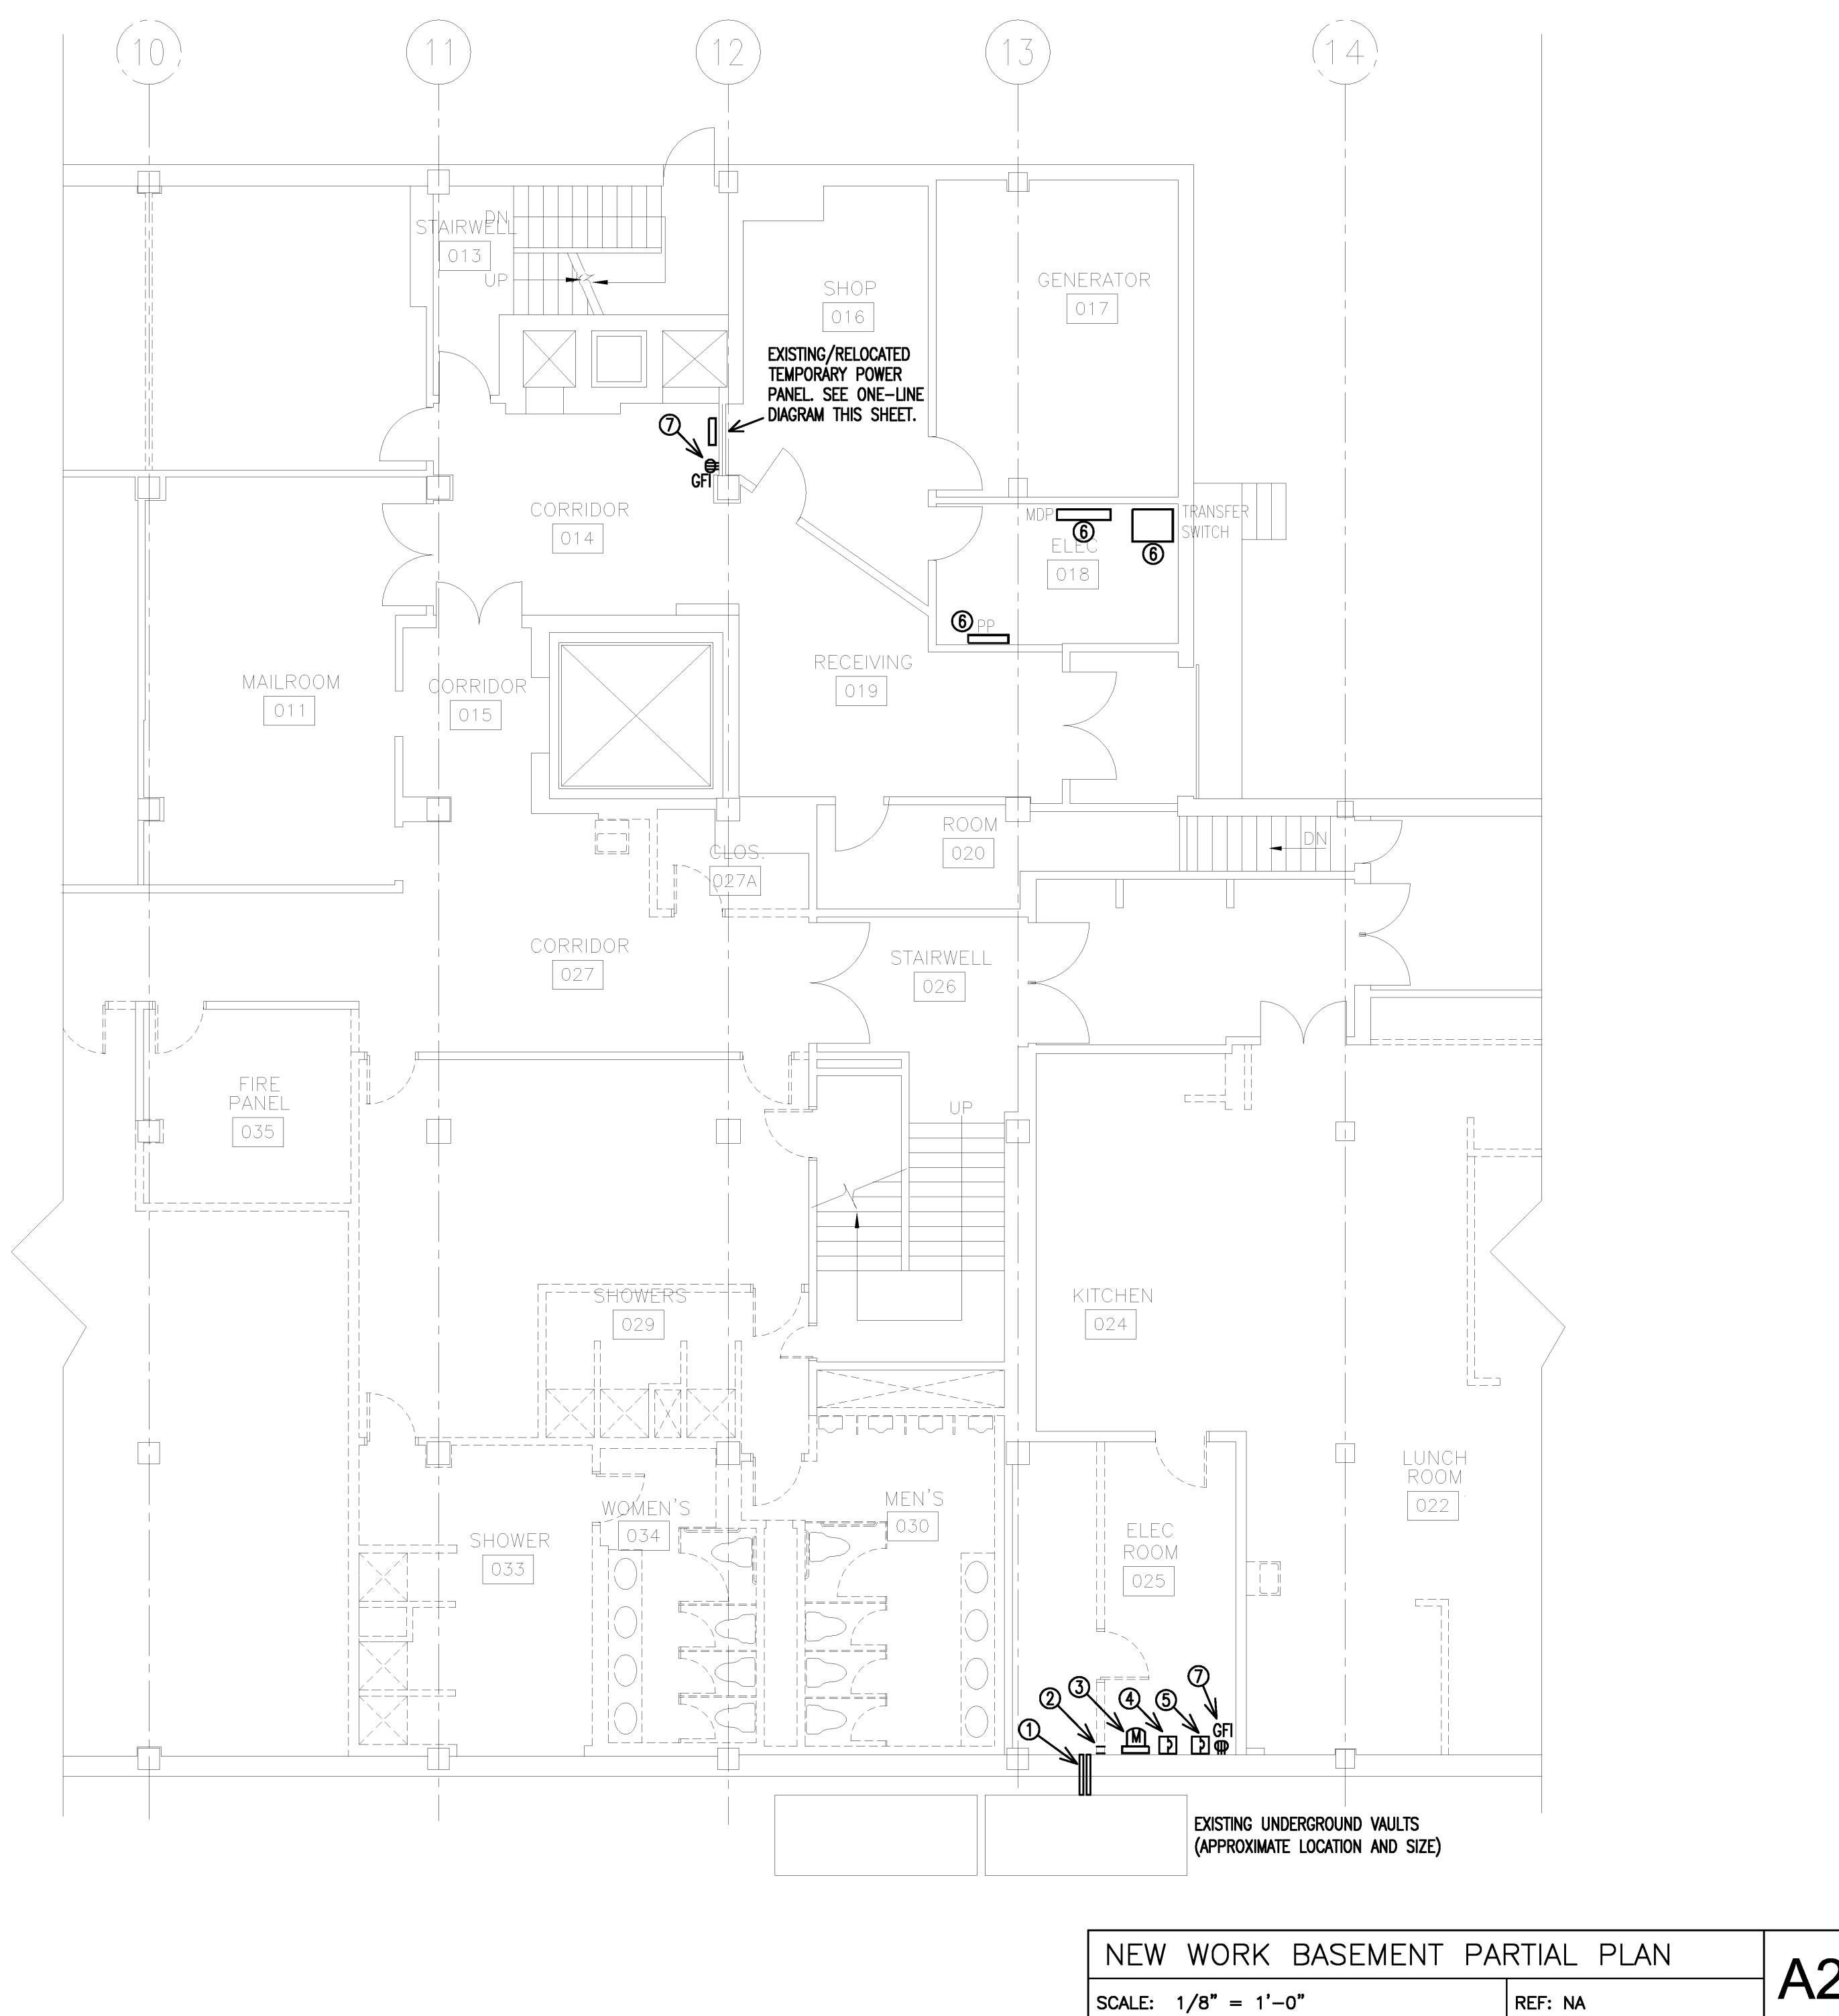 10
11
12
13
14
DN
STAIRWELL
013
UP
SHOP
016
GENERATOR
017
EXISTING/RELOCATED
TEMPORARY POWER
PANEL. SEE ONE-LINE
DIAGRAM THIS SHEET.
7
GFI
CORRIDOR
014
MDP
6
TRANSFER
SWITCH
6
ELEC
018
6
PP
MAILROOM
011
CORRIDOR
015
RECEIVING
019
ROOM
020
DN
CLOS.
027A
CORRIDOR
027
STAIRWELL
026
FIRE
PANEL
035
UP
SHOWERS
029
KITCHEN
024
LUNCH
ROOM
022
WOMEN'S
034
MEN'S
030
SHOWER
033
ELEC
ROOM
025
1
2
3
M
4
5
7
GFI
EXISTING UNDERGROUND VAULTS
(APPROXIMATE LOCATION AND SIZE)
NEW WORK BASEMENT PARTIAL PLAN
A2
SCALE: 1/8" = 1'-0"
REF: NA